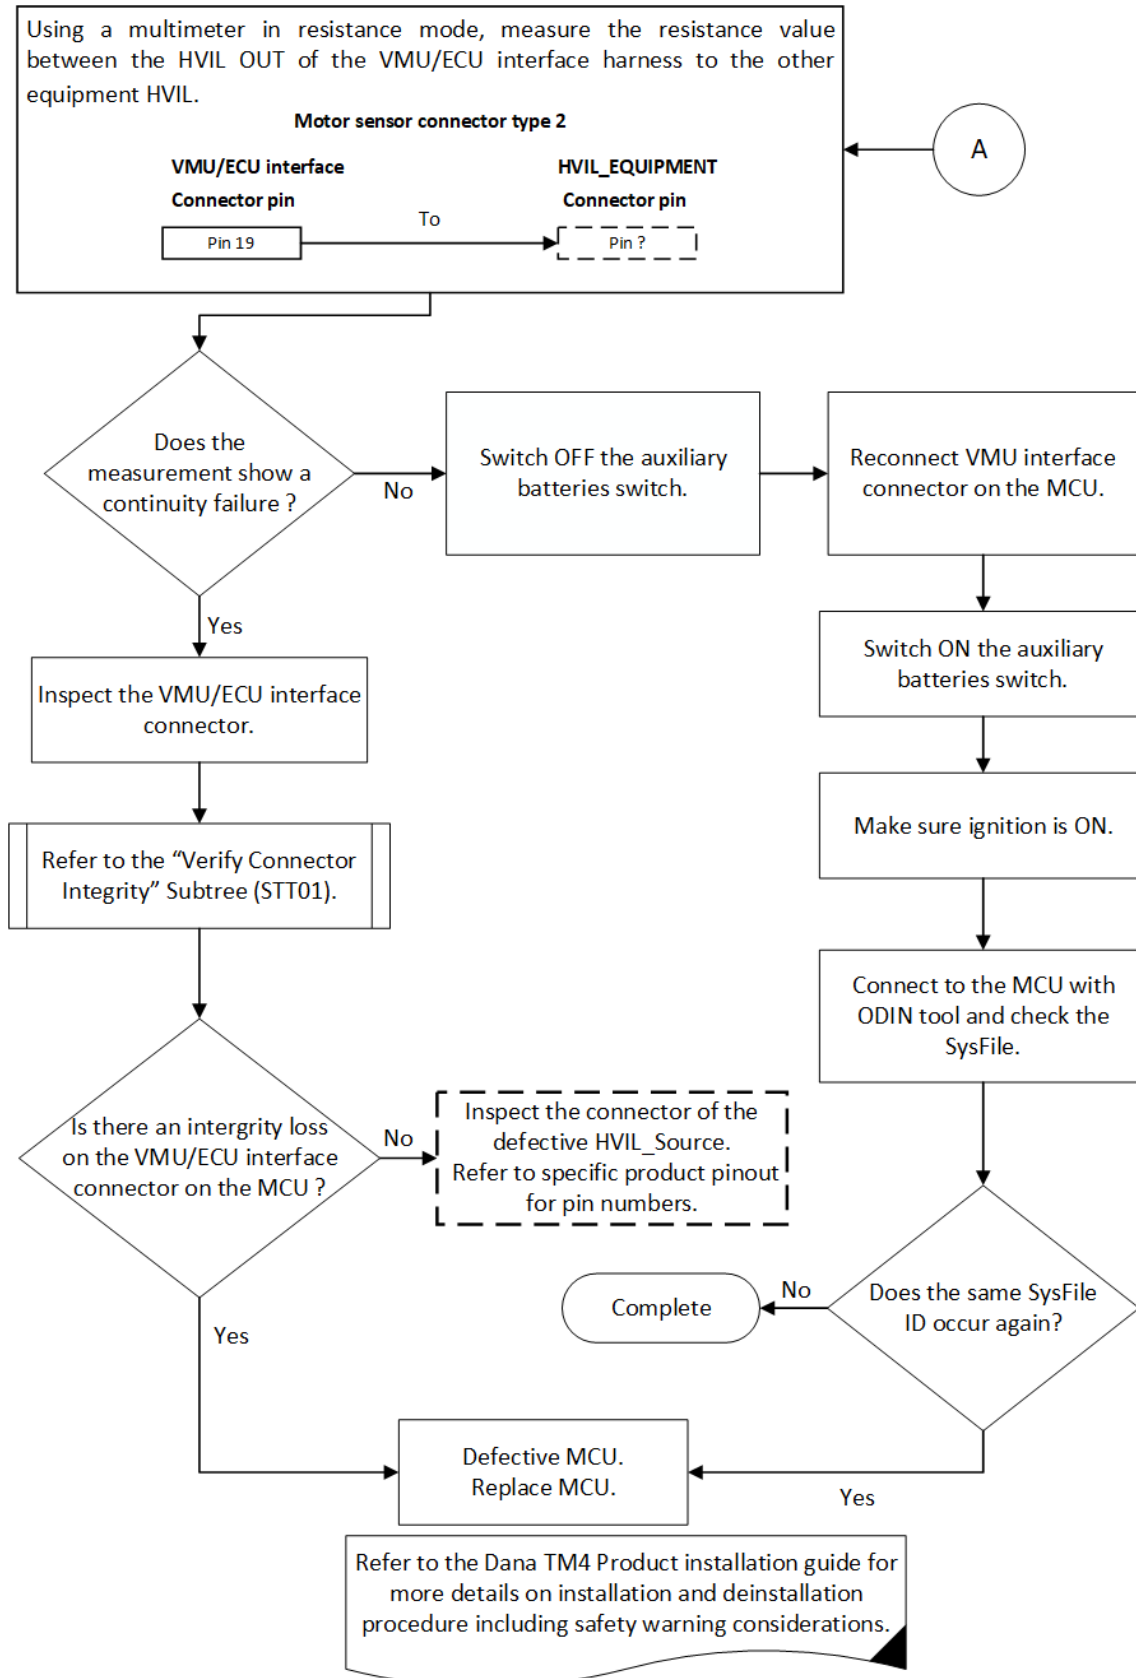 Using a multimeter in resistance mode, measure the resistance value
between the HVIL OUT of the VMU/ECU interface harness to the other
equipment HVIL.
Motor sensor connector type 2
VMU/ECU interface
Connector pin
HVIL_EQUIPMENT
Connector pin
Pin 19
To
Pin ?
A
Does the
measurement show a
continuity failure ?
No
Switch OFF the auxiliary
batteries switch.
Reconnect VMU interface
connector on the MCU.
Yes
Inspect the VMU/ECU interface
connector.
Switch ON the auxiliary
batteries switch.
Refer to the “Verify Connector
Integrity” Subtree (STT01).
Make sure ignition is ON.
Connect to the MCU with
ODIN tool and check the
SysFile.
Is there an intergrity loss
on the VMU/ECU interface
connector on the MCU ?
No
Inspect the connector of the
defective HVIL_Source.
Refer to specific product pinout
for pin numbers.
Does the same SysFile
ID occur again?
No
Complete
Yes
Yes
Defective MCU.
Replace MCU.
Refer to the Dana TM4 Product installation guide for
more details on installation and deinstallation
procedure including safety warning considerations.